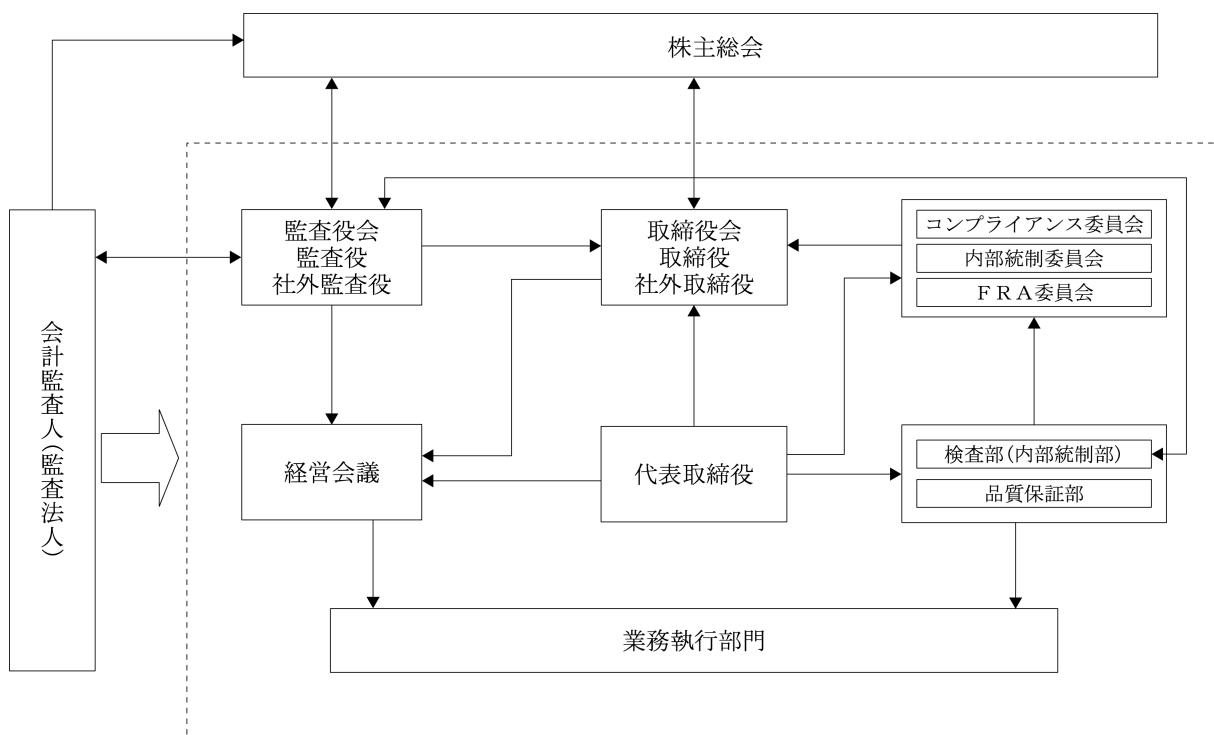 株主総会
監査役会
監査役
社外監査役
取締役会
取締役
社外取締役
コンプライアンス委員会
内部統制委員会
ＦＲＡ委員会
会計監査人(監査法人)
経営会議
代表取締役
検査部(内部統制部)
品質保証部
業務執行部門